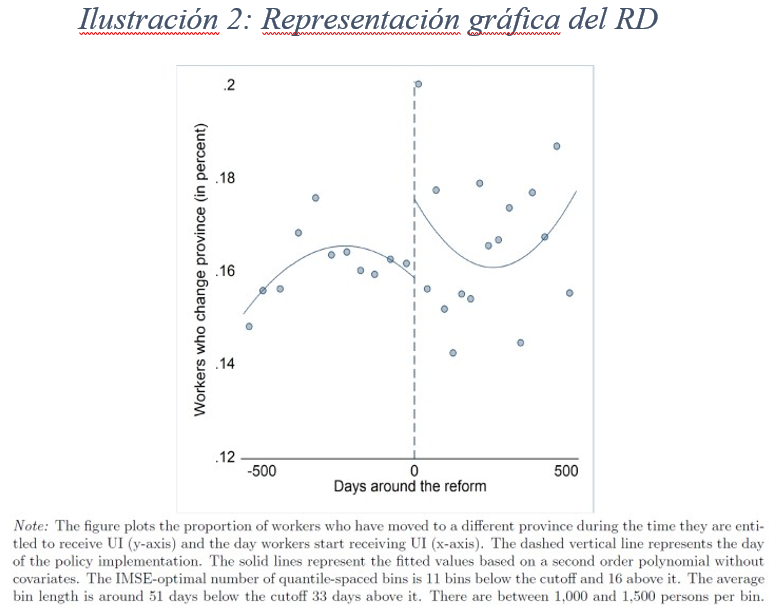 Ilustración 2: Representación gráfica del RD
.2
.18
.16
.14
.12
Workers who change province (in percent)
-500 0 500
Days around the reform
Note: The figure plots the proportion of workers who have moved to a different province during the time they are enti-
tled to receive UI (y-axis) and the day workers start receiving UI (x-axis). The dashed vertical line represents the day
of the policy implementation. The solid lines represent the fitted values based on a second order polynomial without
covariates. The IMSE-optimal number of quantile-spaced bins is 11 bins below the cutoff and 16 above it. The average
bin length is around 51 days below the cutoff 33 days above it. There are between 1,000 and 1,500 persons per bin.